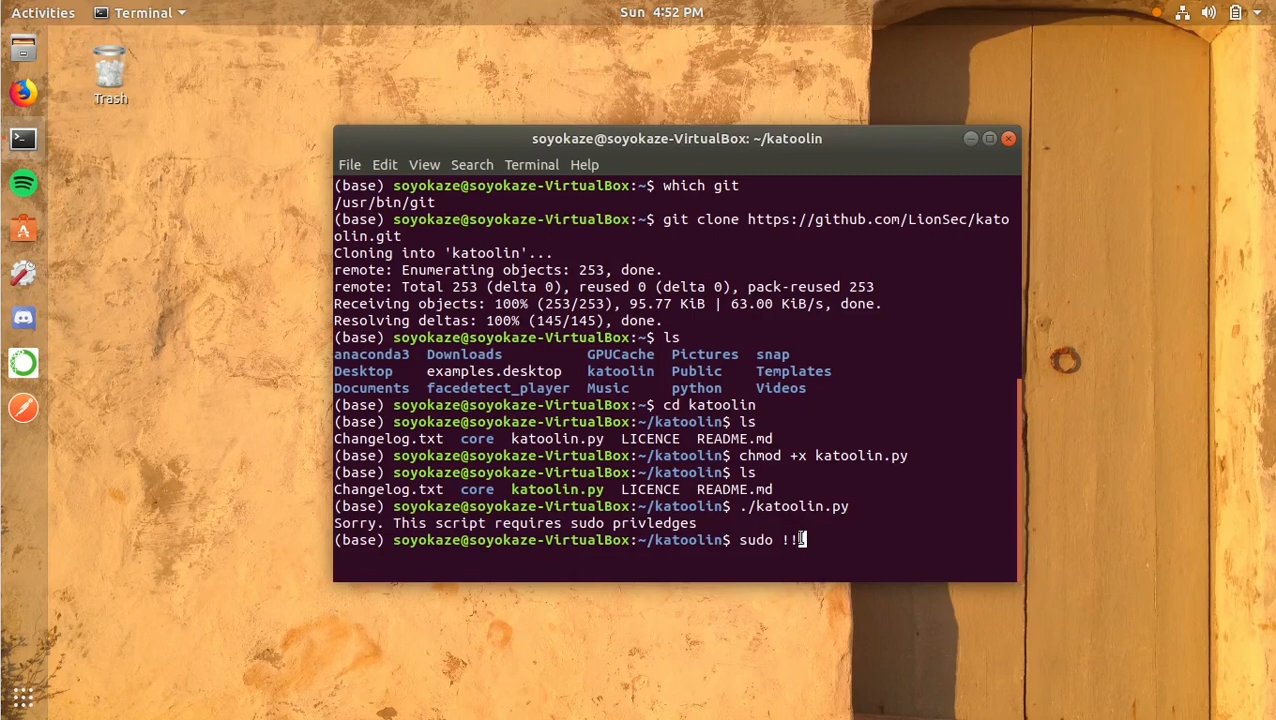 Activities
Terminal
Sun 4:52 PM
Trash
soyokaze@soyokaze-VirtualBox: ~/katoolin
File Edit View Search Terminal Help
(base) soyokaze@soyokaze-VirtualBox:~$ which git
/usr/bin/git
(base) soyokaze@soyokaze-VirtualBox:~$ git clone https://github.com/LionSec/kato
olin.git
Cloning into 'katoolin'...
remote: Enumerating objects: 253, done.
remote: Total 253 (delta 0), reused 0 (delta 0), pack-reused 253
Receiving objects: 100% (253/253), 95.77 KiB | 63.00 KiB/s, done.
Resolving deltas: 100% (145/145), done.
(base) soyokaze@soyokaze-VirtualBox:~$ ls
anaconda3 Downloads GPUCache Pictures snap
Desktop examples.desktop katoolin Public Templates
Documents facedetect_player Music python Videos
(base) soyokaze@soyokaze-VirtualBox:~$ cd katoolin
(base) soyokaze@soyokaze-VirtualBox:~/katoolin$ ls
Changelog.txt core katoolin.py LICENCE README.md
(base) soyokaze@soyokaze-VirtualBox:~/katoolin$ chmod +x katoolin.py
(base) soyokaze@soyokaze-VirtualBox:~/katoolin$ ls
Changelog.txt core katoolin.py LICENCE README.md
(base) soyokaze@soyokaze-VirtualBox:~/katoolin$ ./katoolin.py
Sorry. This script requires sudo privledges
(base) soyokaze@soyokaze-VirtualBox:~/katoolin$ sudo !!